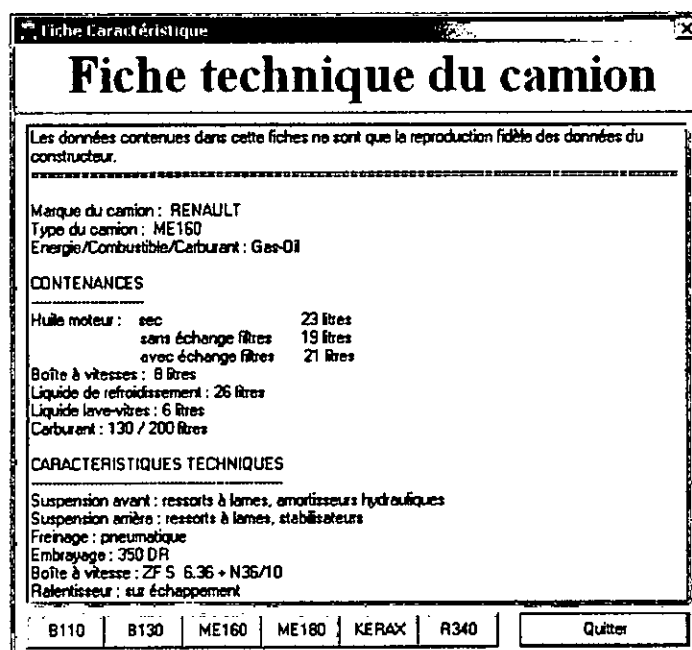 Fiche Caractéristique
Fiche technique du camion
Les données contenues dans cette fiches ne sont que la reproduction fidèle des données du
constructeur.
Marque du camion : RENAULT
Type du camion : ME160
Energie/Combustible/Carburant : Gas-Oil
CONTENANCES
Huile moteur : sec 23 litres
sans échange filtres 19 litres
avec échange filtres 21 litres
Boîte à vitesses : 8 litres
Liquide de refroidissement : 26 litres
Liquide lave-vitres : 6 litres
Carburant : 130 / 200 litres
CARACTERISTIQUES TECHNIQUES
Suspension avant : ressorts à lames, amortisseurs hydrauliques
Suspension arrière : ressorts à lames, stabilisateurs
Freinage : pneumatique
Embrayage : 350 DR
Boîte à vitesse : ZF S 6.36 + N36/10
Ralentisseur : sur échappement
B110 B130 ME160 ME180 KERAX R340 Quitter